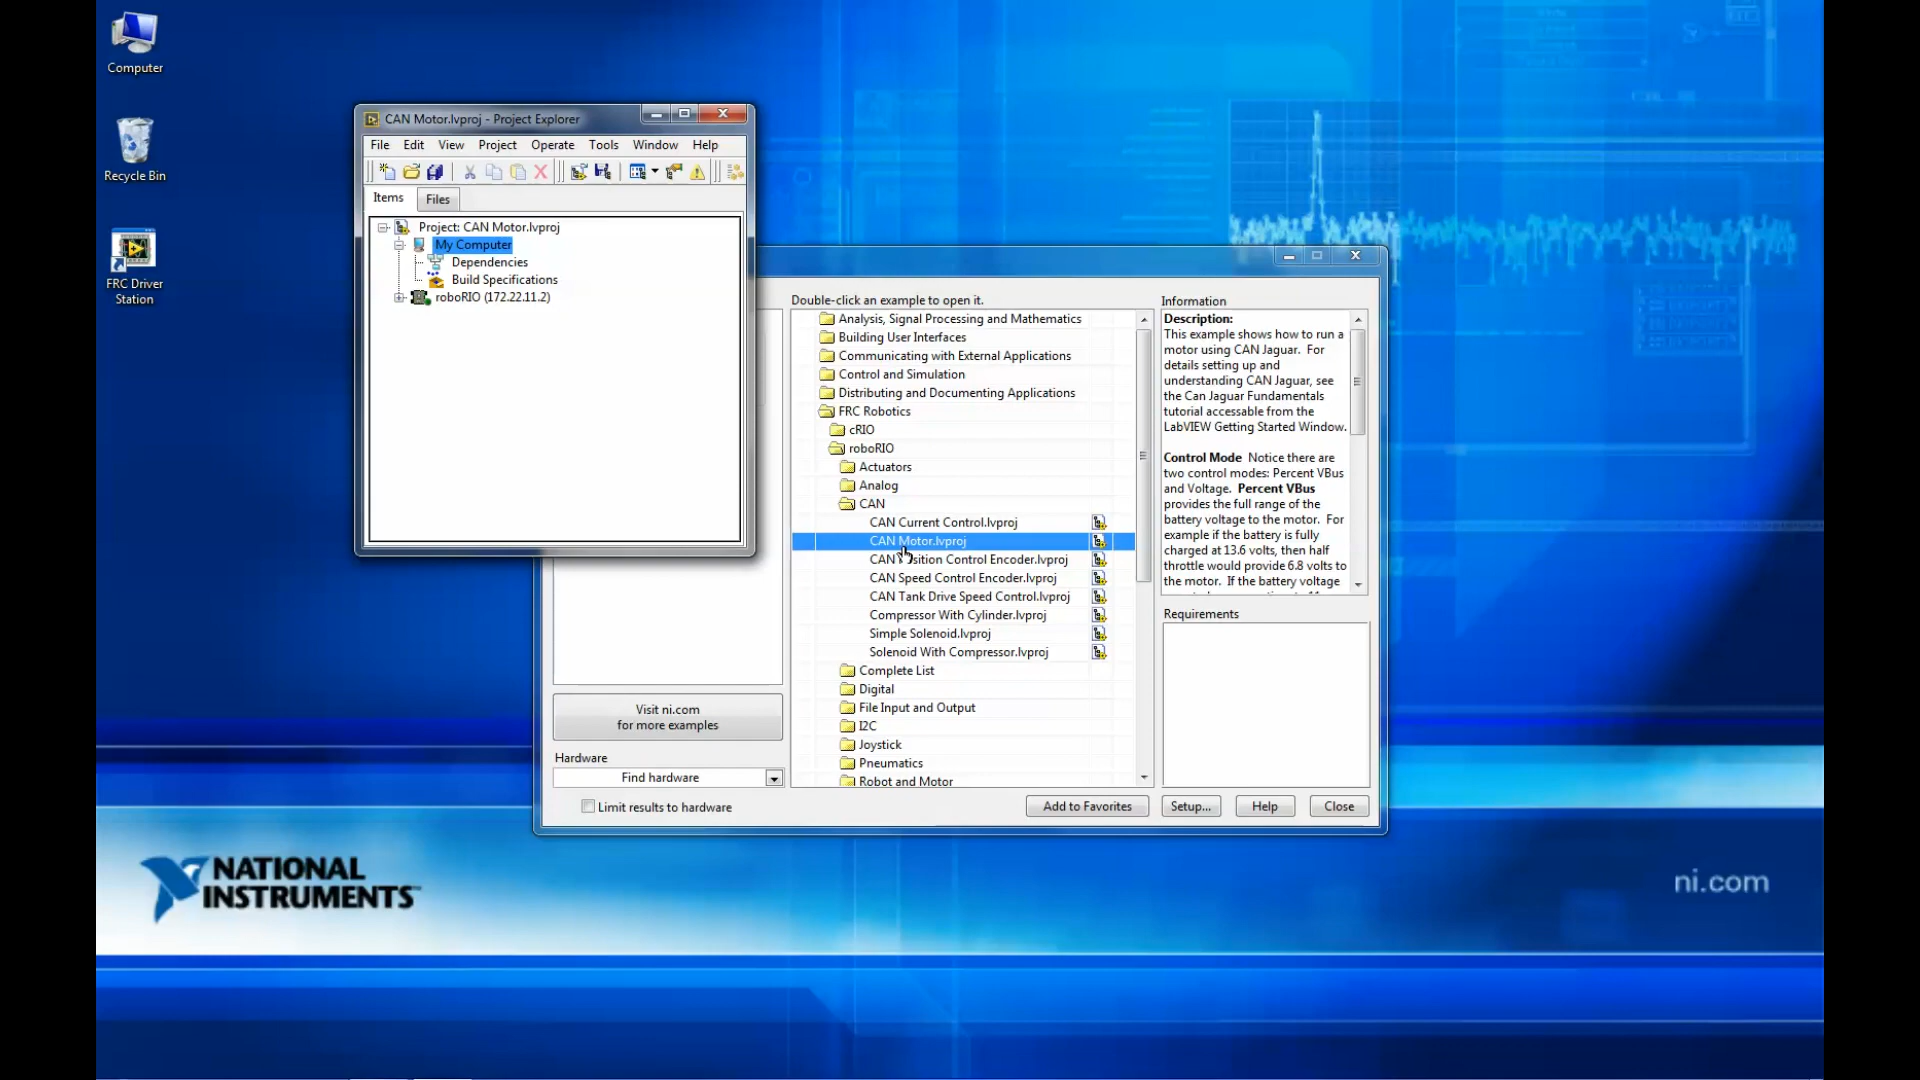 Computer
Recycle Bin
FRC Driver
Station
CAN Motor.lvproj - Project Explorer
File Edit View Project Operate Tools Window Help
Items Files
Project: CAN Motor.lvproj
My Computer
Dependencies
Build Specifications
roboRIO (172.22.11.2)
Double-click an example to open it.
Analysis, Signal Processing and Mathematics
Building User Interfaces
Communicating with External Applications
Control and Simulation
Distributing and Documenting Applications
FRC Robotics
cRIO
roboRIO
Actuators
Analog
CAN
CAN Current Control.lvproj
CAN Motor.lvproj
CAN sition Control Encoder.lvproj
CAN Speed Control Encoder.lvproj
CAN Tank Drive Speed Control.lvproj
Compressor With Cylinder.lvproj
Simple Solenoid.lvproj
Solenoid With Compressor.lvproj
Complete List
Digital
File Input and Output
I2C
Joystick
Pneumatics
Robot and Motor
Information
Description:
This example shows how to run a
motor using CAN Jaguar. For
details setting up and
understanding CAN Jaguar, see
the Can Jaguar Fundamentals
tutorial accessable from the
LabVIEW Getting Started Window.
Control Mode Notice there are
two control modes: Percent VBus
and Voltage. Percent VBus
provides the full range of the
battery voltage to the motor. For
example if the battery is fully
charged at 13.6 volts, then half
throttle would provide 6.8 volts to
the motor. If the battery voltage
Requirements
Visit ni.com
for more examples
Hardware
Find hardware
Limit results to hardware
Add to Favorites
Setup...
Help
Close
NATIONAL
INSTRUMENTS
ni.com